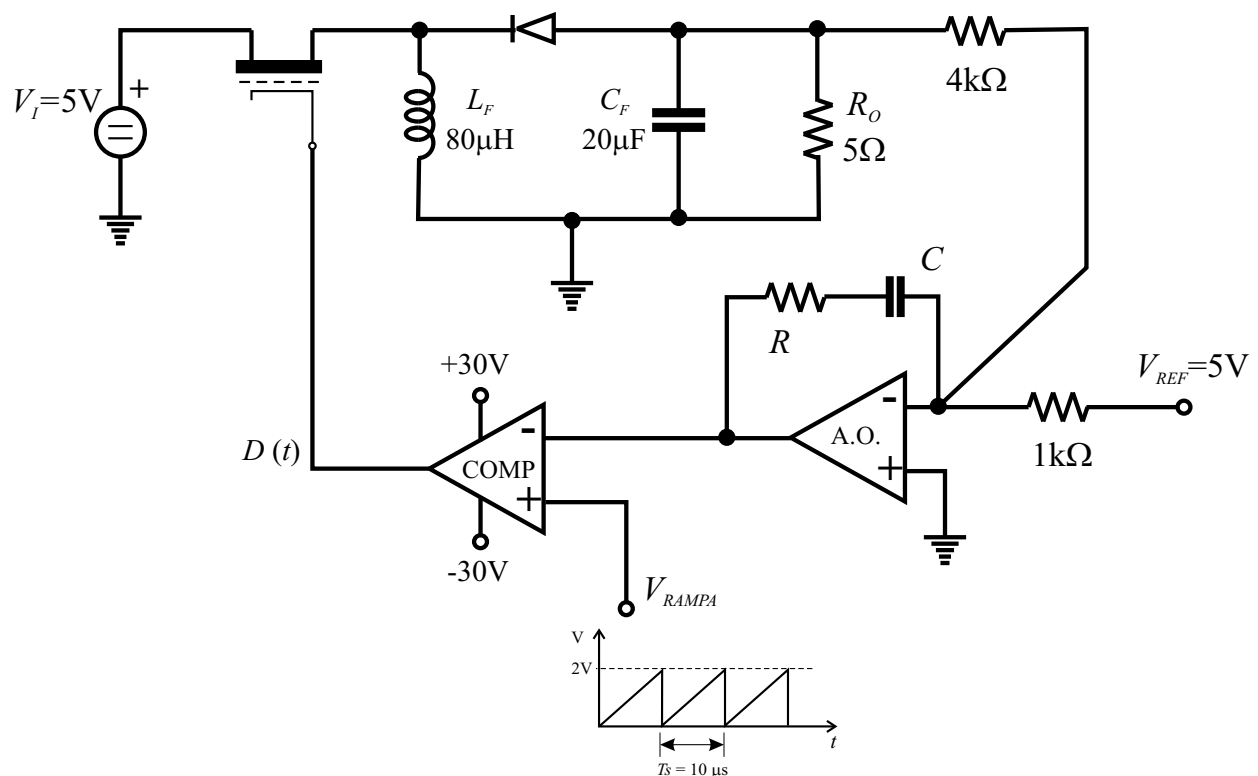 V_I=5V
+
L_F
80µH
C_F
20µF
R_O
5Ω
4kΩ
C
R
V_REF=5V
+30V
-
A.O.
+
1kΩ
D (t)
-
COMP
+
-30V
V_RAMPA
V
2V
t
Ts = 10 µs